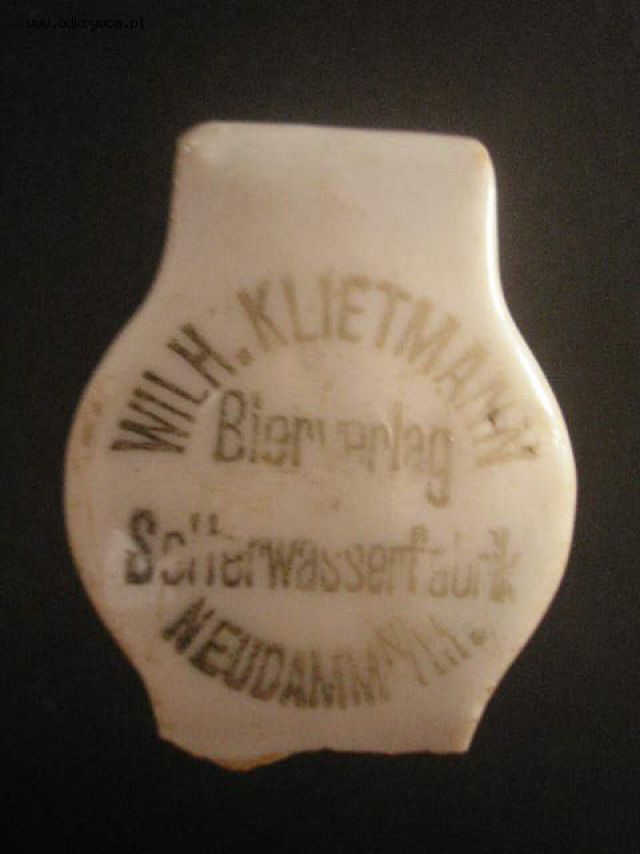 www.odkrywca.pl
WILH. KLIETMANN
Bierverlag
Selterwasserfabrik
NEUDAMM N/M.